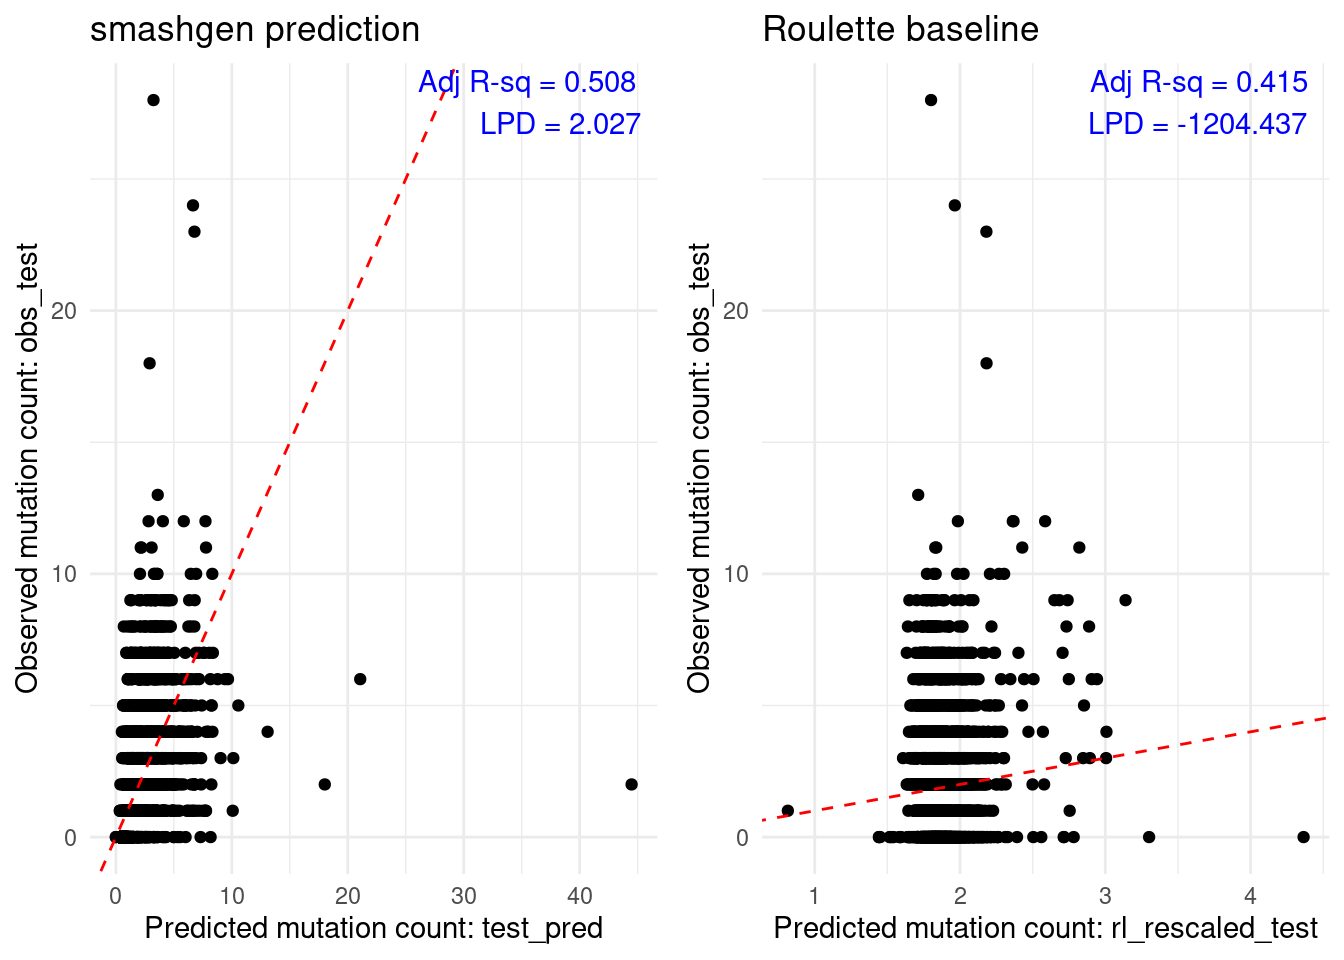 smashgen prediction
Adj R-sq = 0.508
LPD = 2.027
Observed mutation count: obs_test
20
10
0
0 10 20 30 40
Predicted mutation count: test_pred
Roulette baseline
Adj R-sq = 0.415
LPD = -1204.437
Observed mutation count: obs_test
20
10
0
1 2 3 4
Predicted mutation count: rl_rescaled_test